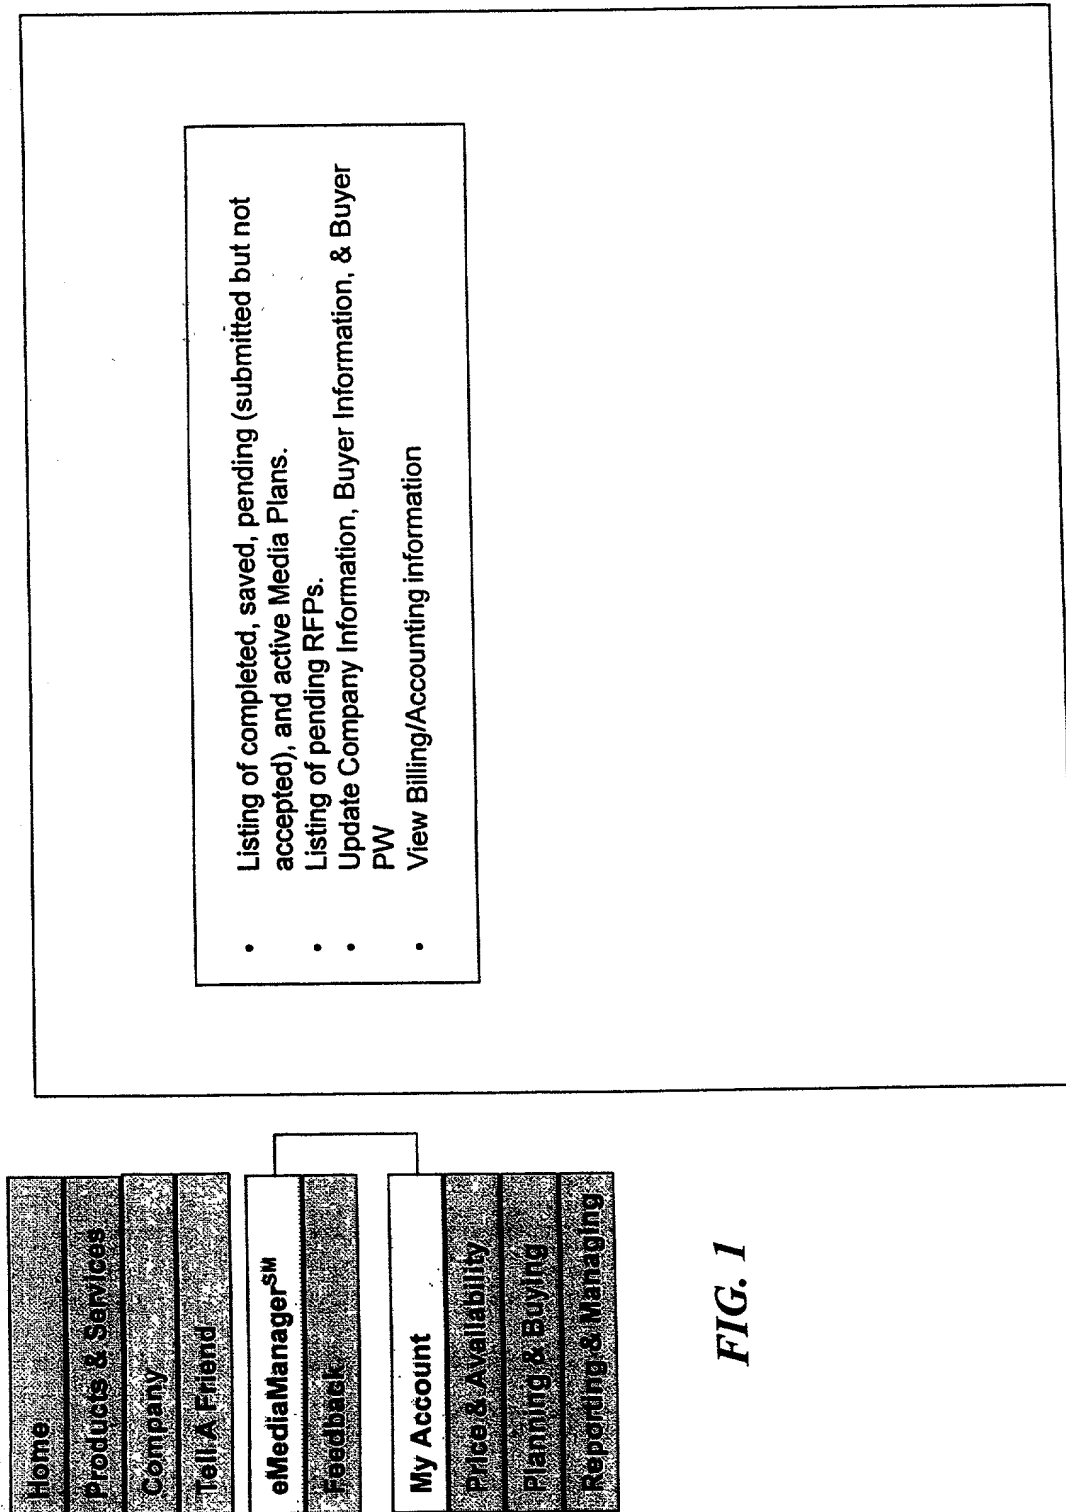 Home
Products & Services
Company
Tell A Friend
eMediaManagerSM
Feedback
My Account
Price & Availability
Planning & Buying
Reporting & Managing
• Listing of completed, saved, pending (submitted but not
accepted), and active Media Plans.
• Listing of pending RFPs.
• Update Company Information, Buyer Information, & Buyer
PW
• View Billing/Accounting information
FIG. 1